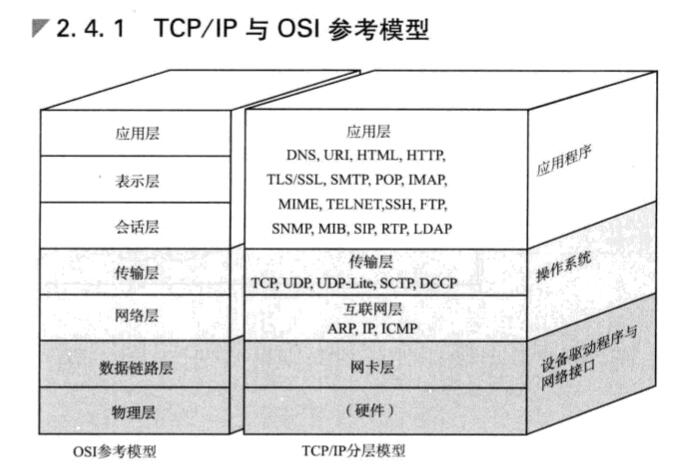 2.4.1 TCP/IP 与 OSI 参考模型
应用层
表示层
会话层
传输层
网络层
数据链路层
物理层
OSI参考模型
应用层
DNS, URI, HTML, HTTP,
TLS/SSL, SMTP, POP, IMAP,
MIME, TELNET,SSH, FTP,
SNMP, MIB, SIP, RTP, LDAP
传输层
TCP, UDP, UDP-Lite, SCTP, DCCP
互联网层
ARP, IP, ICMP
网卡层
(硬件)
TCP/IP分层模型
应用程序
操作系统
设备驱动程序与
网络接口